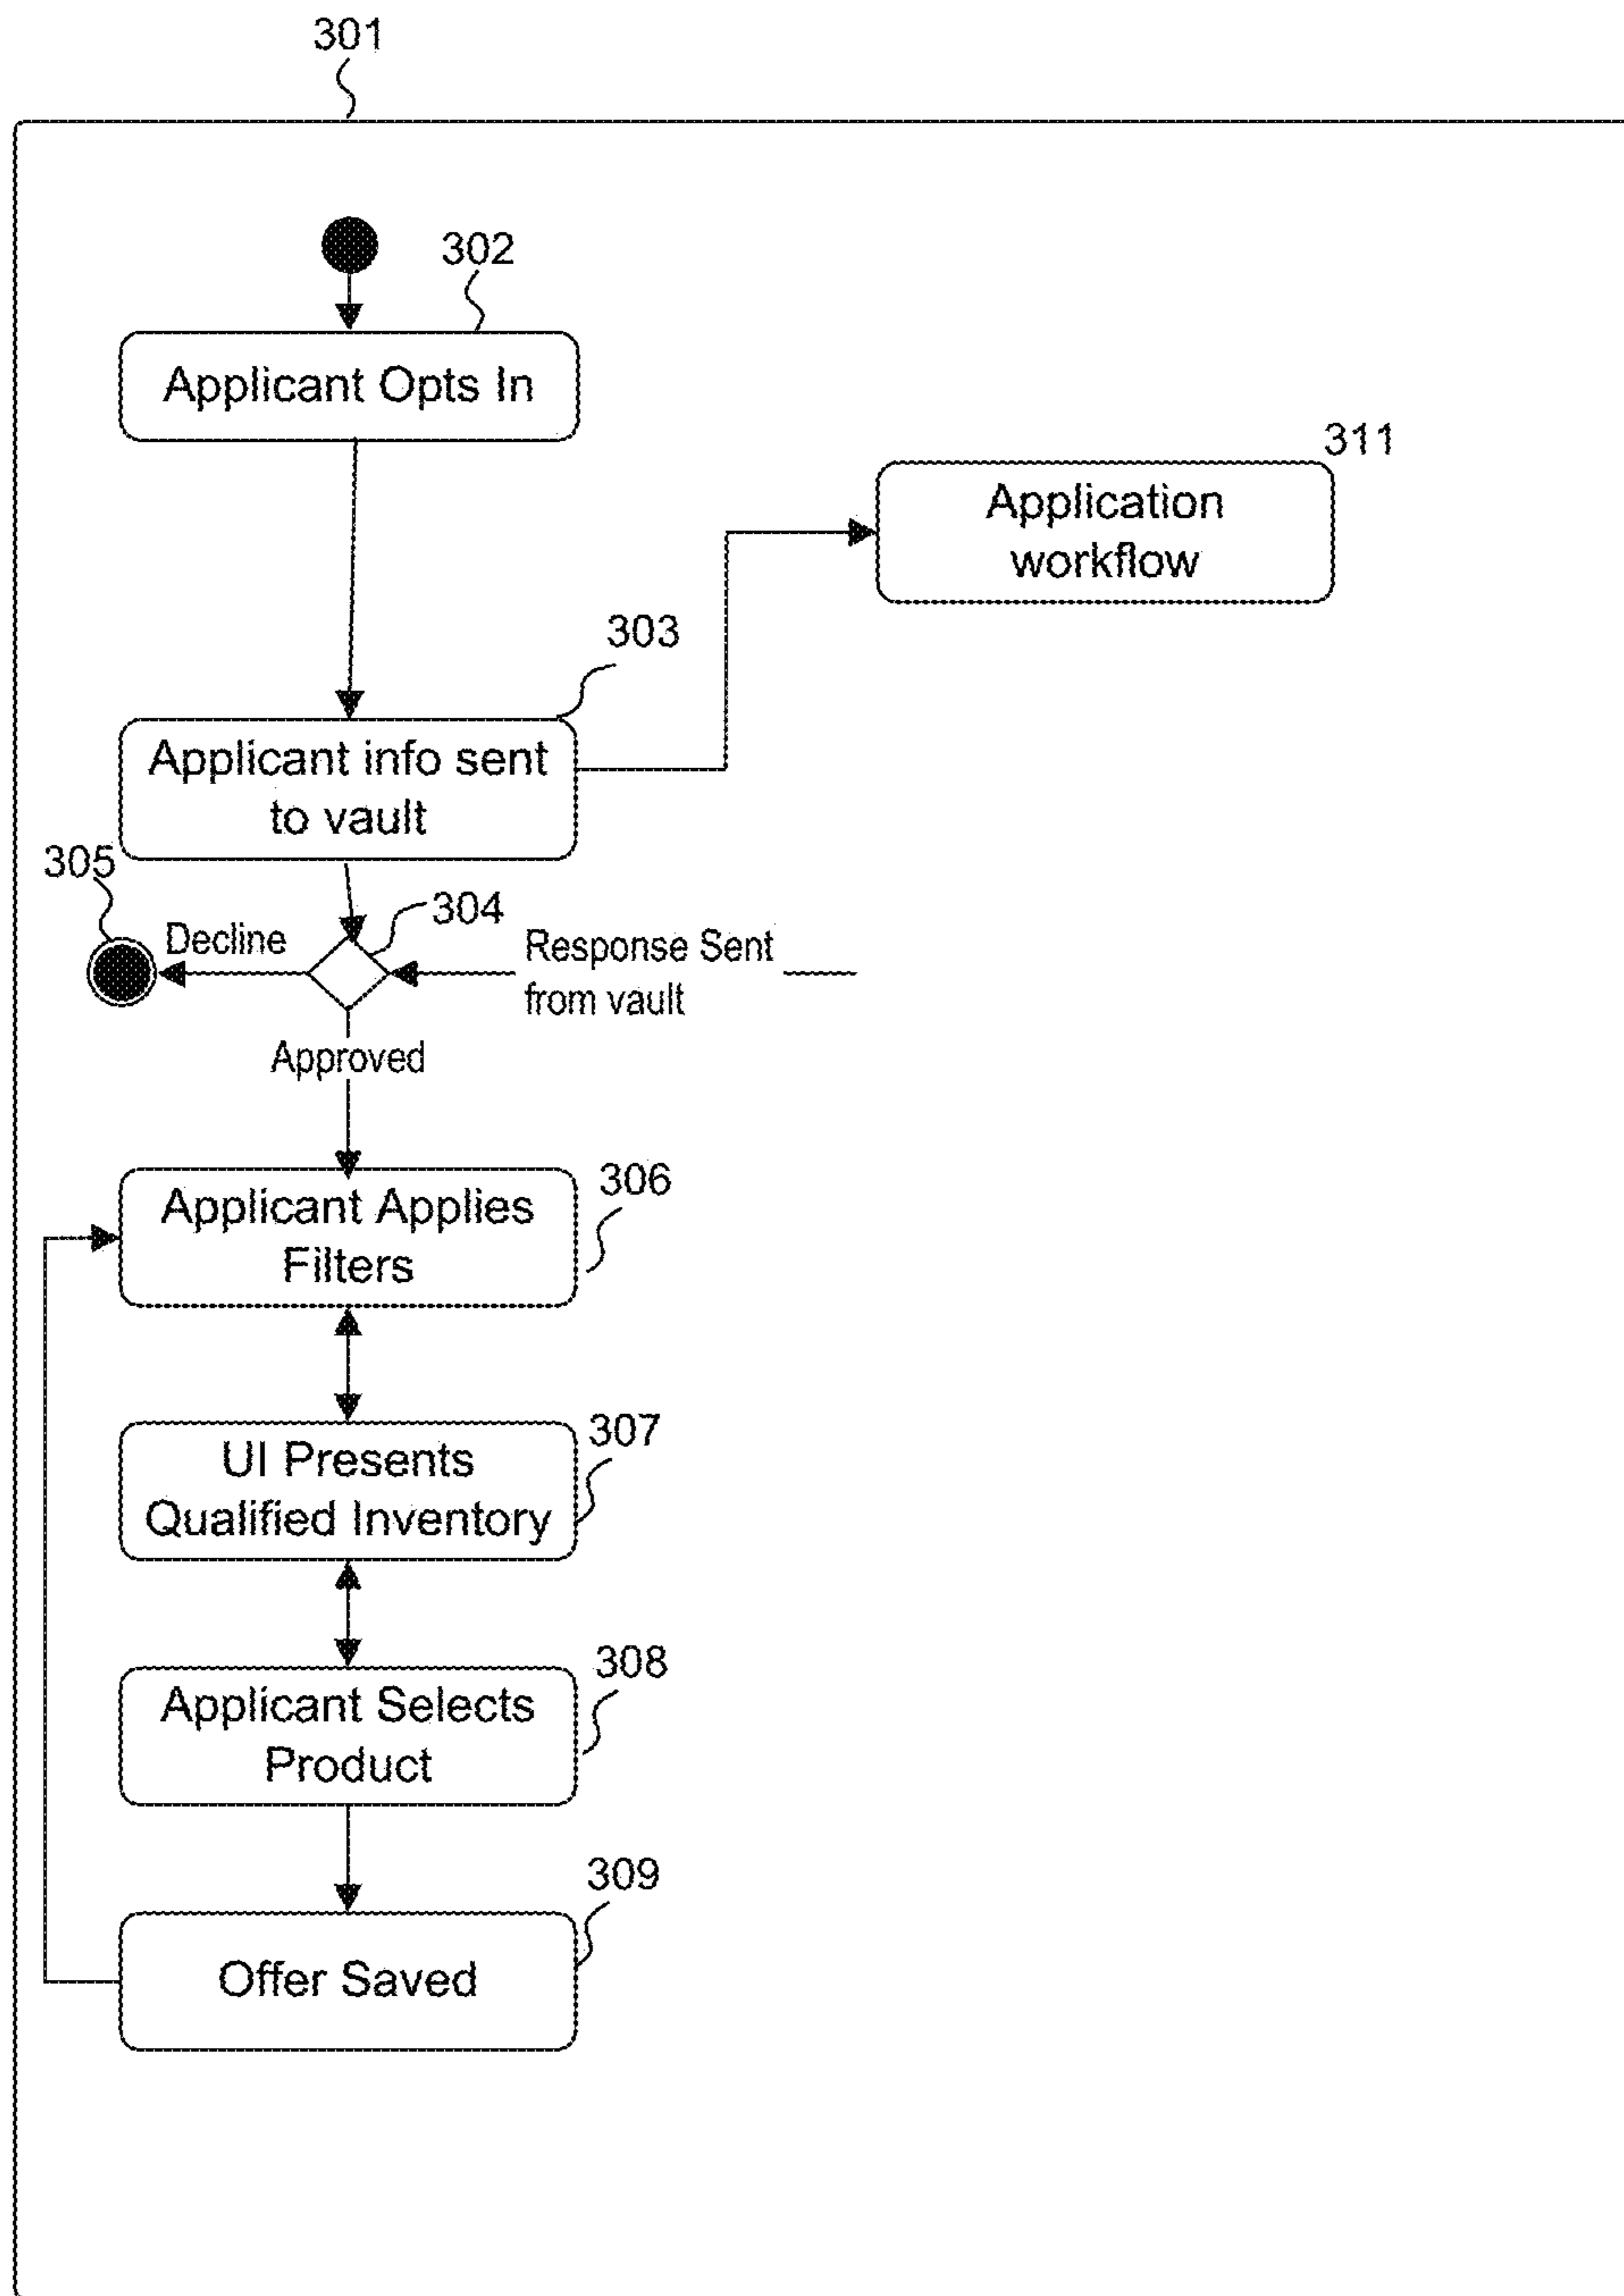 301
302
Applicant Opts In
311
Application
workflow
303
Applicant info sent
to vault
305
304
Decline
Response Sent
from vault
Approved
306
Applicant Applies
Filters
307
UI Presents
Qualified Inventory
308
Applicant Selects
Product
309
Offer Saved